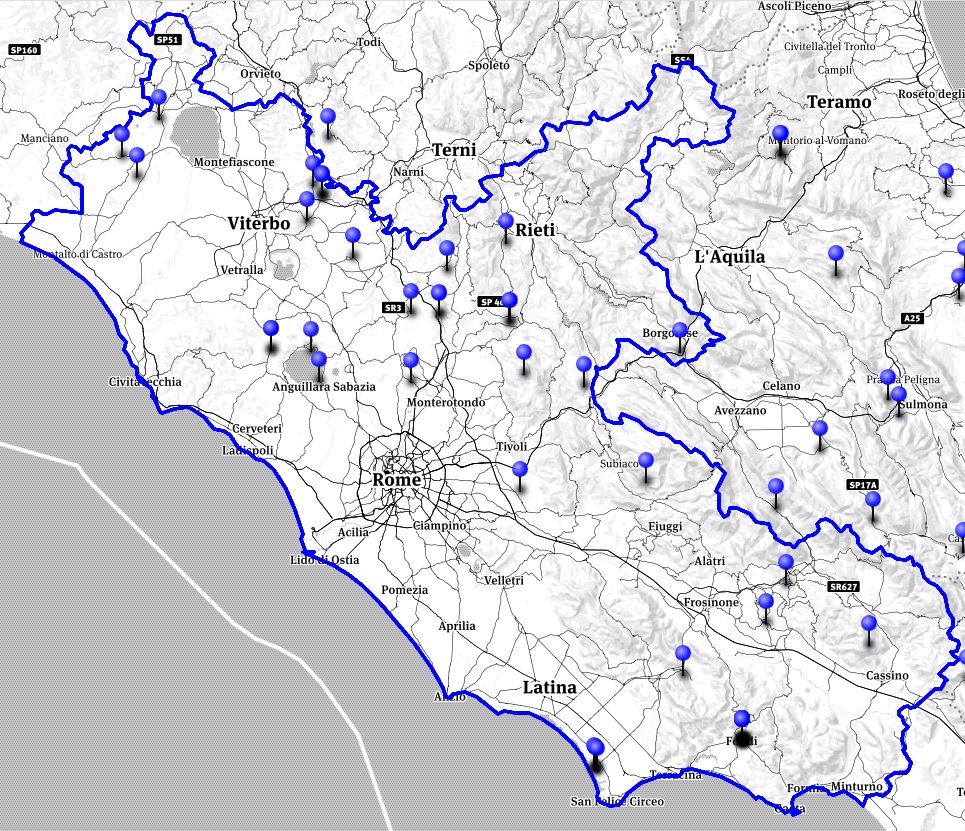 Ascoli Piceno
SP51
Todi
Civitella del Tronto
SP160
SS4
Spoleto
Campli
Orvieto
Roseto degli
Teramo
Manciano
Montorio al Vomano
Terni
Montefiascone
Narni
Viterbo
Rieti
Montalto di Castro
L'Aquila
Vetralla
SR3
SP 46
A25
Borgorose
Civitavecchia
Anguillara Sabazia
Pratola Peligna
Celano
Monterotondo
Sulmona
Avezzano
Cerveteri
Ladispoli
Tivoli
Subiaco
Rome
SP17A
Ciampino
Fiuggi
Acilia
Lido di Ostia
Alatri
Velletri
SR627
Pomezia
Frosinone
Aprilia
Cassino
Latina
Anzio
Fondi
Terracina
Formia
Minturno
San Felice Circeo
Gaeta